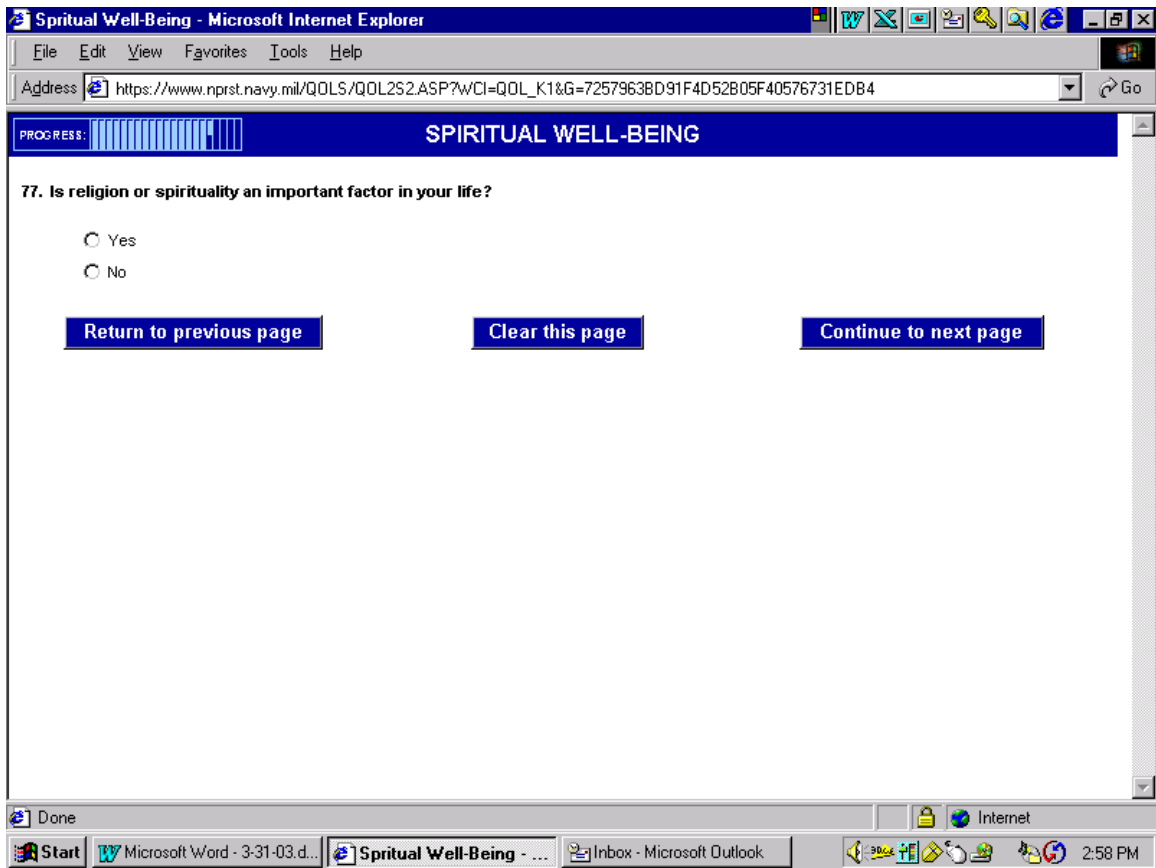 Spritual Well-Being - Microsoft Internet Explorer
File Edit View Favorites Tools Help
Address https://www.nprst.navy.mil/QOLS/QOL2S2.ASP?WCI=QOL_K1&G=7257963BD91F4D52B05F40576731EDB4 Go
PROGRESS: SPIRITUAL WELL-BEING
77. Is religion or spirituality an important factor in your life?
Yes
No
Return to previous page Clear this page Continue to next page
Done Internet
Start Microsoft Word - 3-31-03.d... Spritual Well-Being - ... Inbox - Microsoft Outlook 2:58 PM